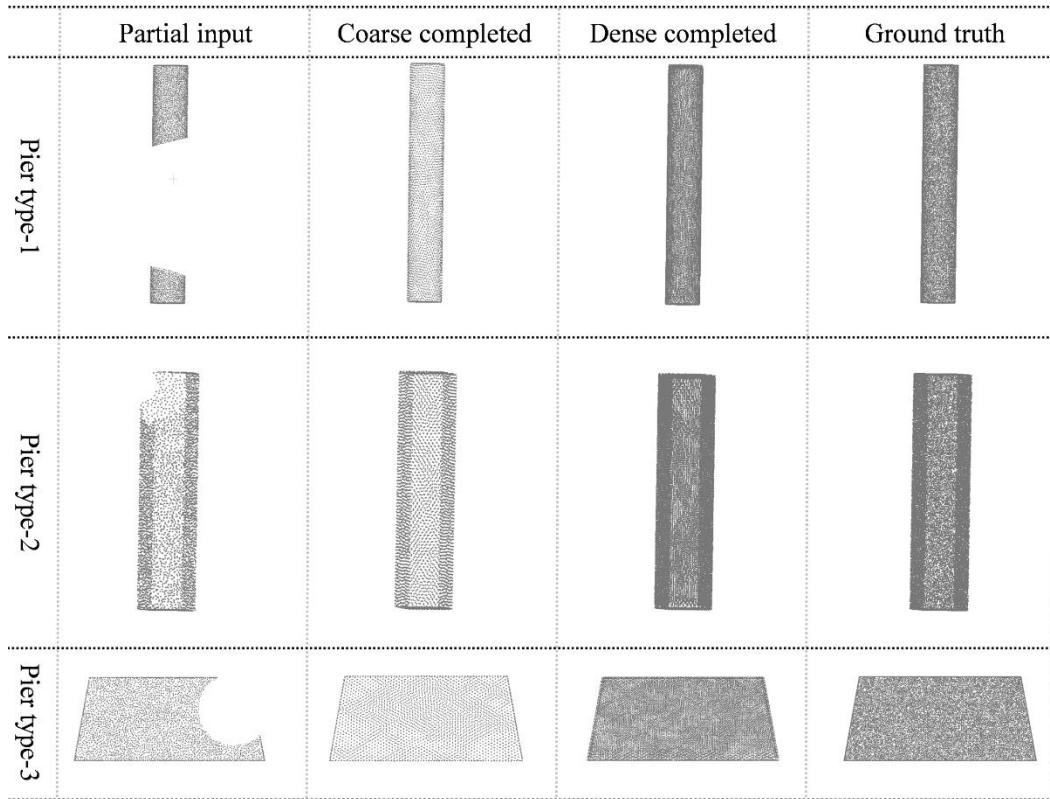 Partial input
Coarse completed
Dense completed
Ground truth
Pier type-1
Pier type-2
Pier type-3